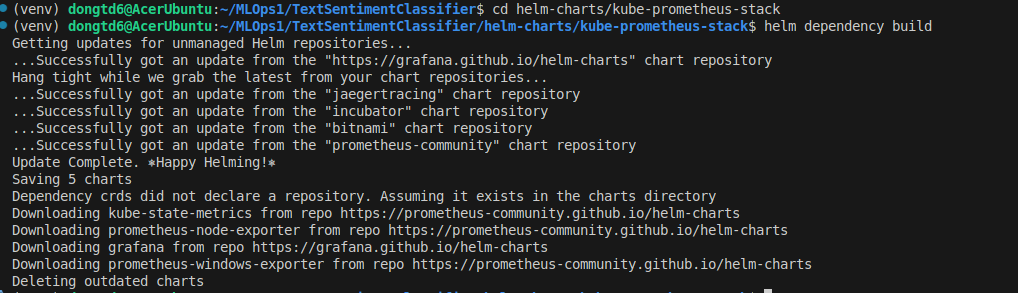 (venv) dongtd6@AcerUbuntu:~/MLOps1/TextSentimentClassifier$ cd helm-charts/kube-prometheus-stack
(venv) dongtd6@AcerUbuntu:~/MLOps1/TextSentimentClassifier/helm-charts/kube-prometheus-stack$ helm dependency build
Getting updates for unmanaged Helm repositories...
...Successfully got an update from the "https://grafana.github.io/helm-charts" chart repository
Hang tight while we grab the latest from your chart repositories...
...Successfully got an update from the "jaegertracing" chart repository
...Successfully got an update from the "incubator" chart repository
...Successfully got an update from the "bitnami" chart repository
...Successfully got an update from the "prometheus-community" chart repository
Update Complete. ⎈Happy Helming!⎈
Saving 5 charts
Dependency crds did not declare a repository. Assuming it exists in the charts directory
Downloading kube-state-metrics from repo https://prometheus-community.github.io/helm-charts
Downloading prometheus-node-exporter from repo https://prometheus-community.github.io/helm-charts
Downloading grafana from repo https://grafana.github.io/helm-charts
Downloading prometheus-windows-exporter from repo https://prometheus-community.github.io/helm-charts
Deleting outdated charts